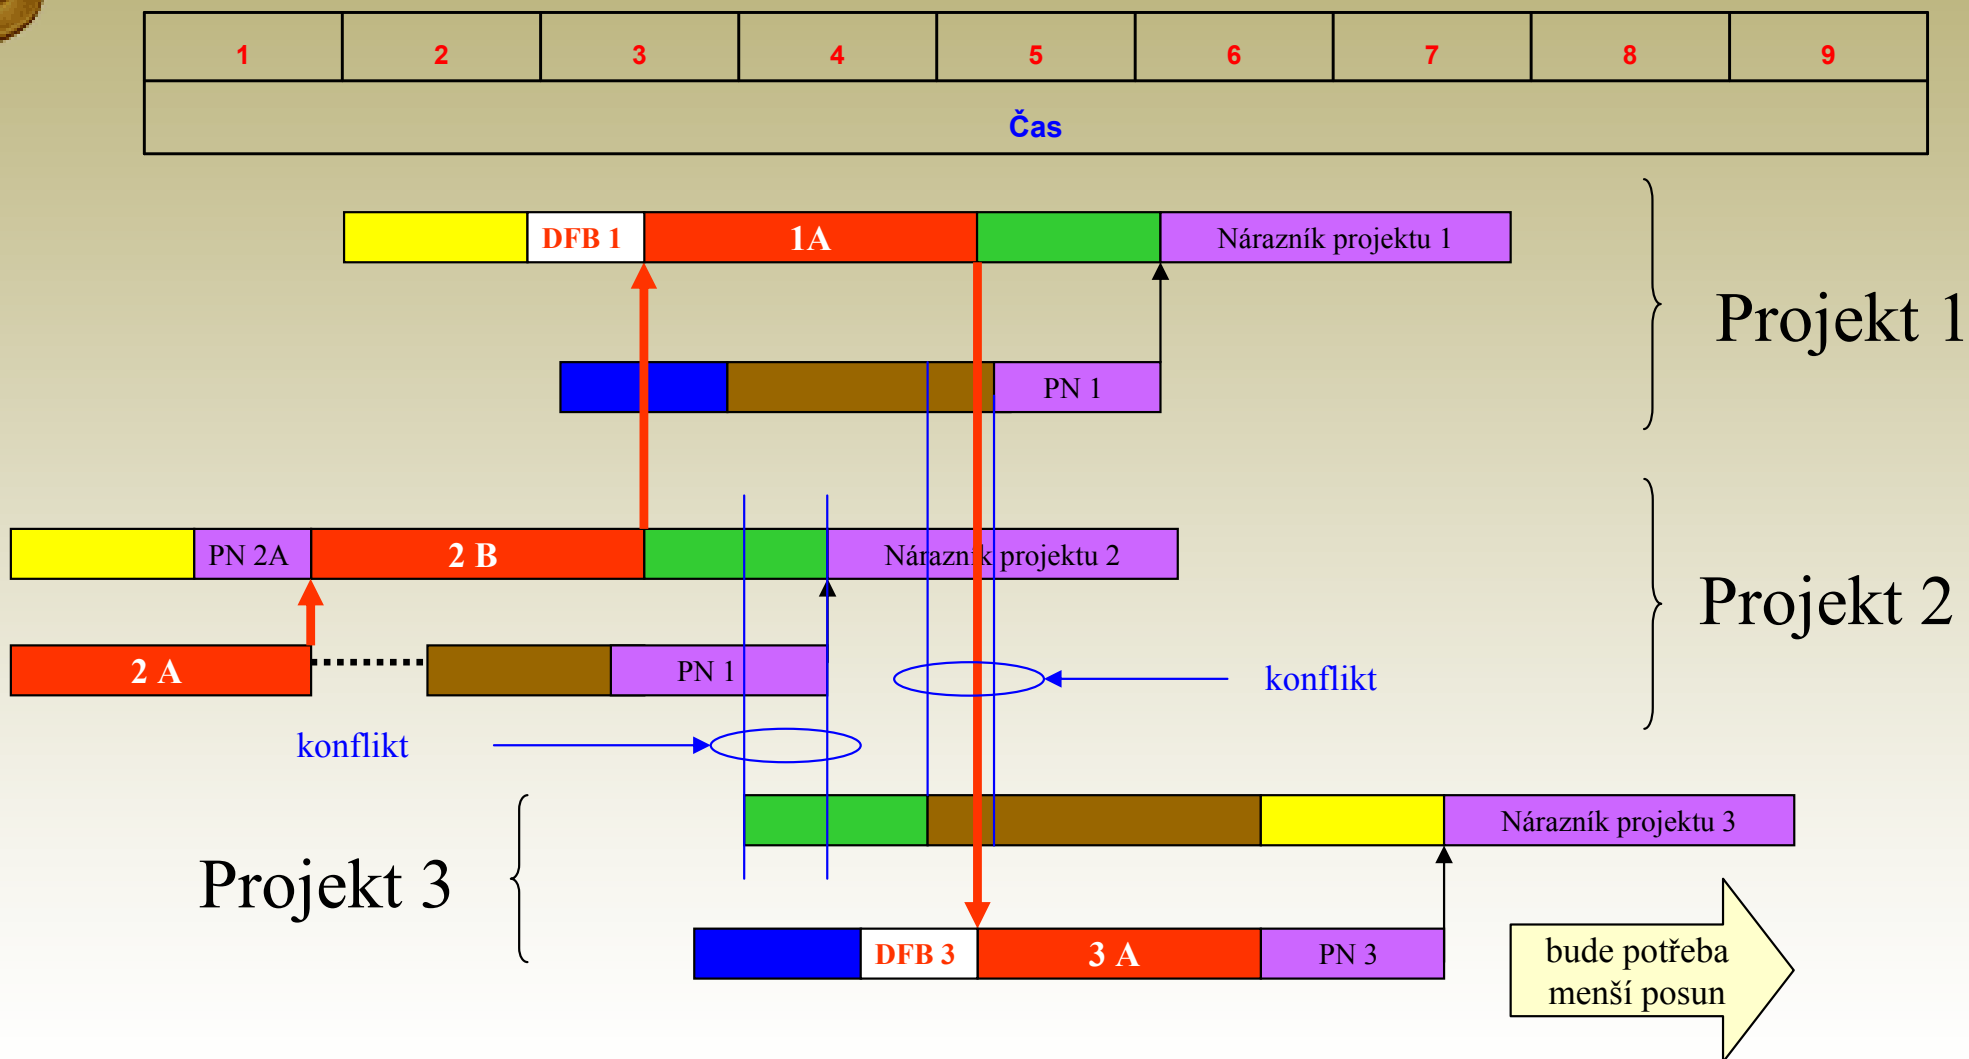 1 2 3 4 5 6 7 8 9
Čas
DFB 1 1A Nárazník projektu 1
Projekt 1
PN 1
PN 2A 2 B Nárazník projektu 2
Projekt 2
2 A PN 1
konflikt
konflikt
Nárazník projektu 3
Projekt 3
DFB 3 3 A PN 3
bude potřeba
menší posun